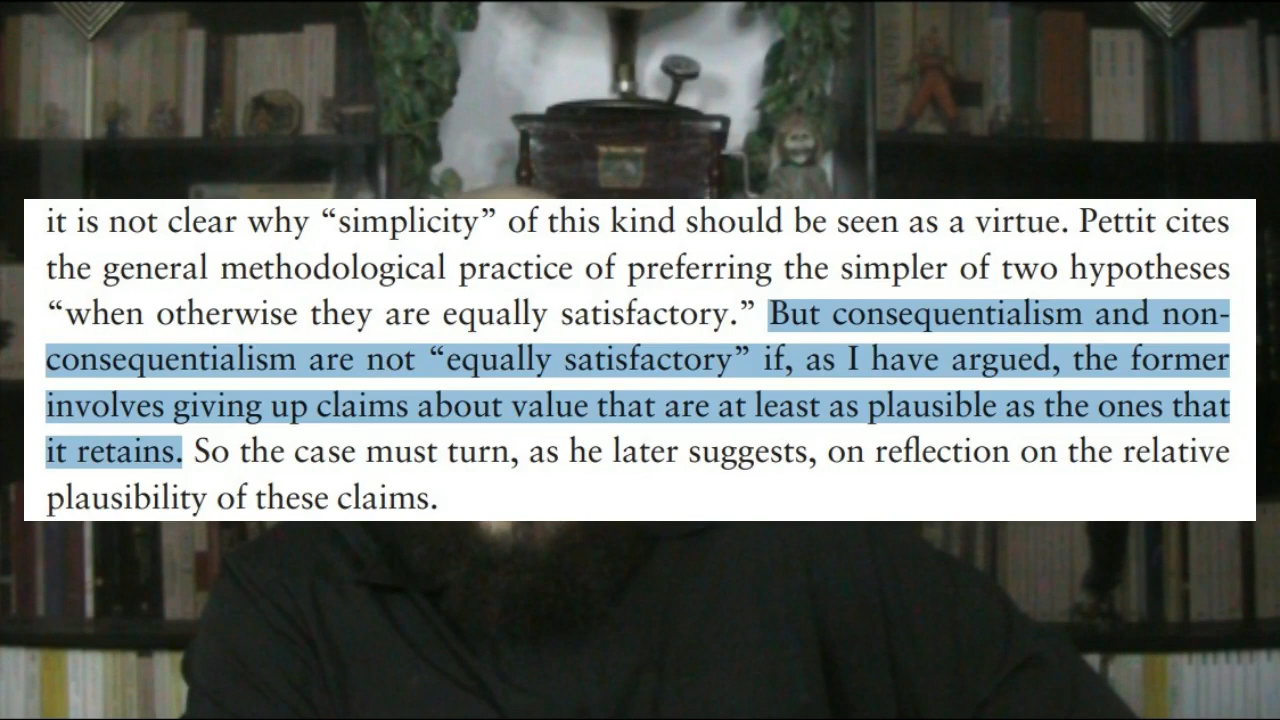 it is not clear why “simplicity” of this kind should be seen as a virtue. Pettit cites
the general methodological practice of preferring the simpler of two hypotheses
“when otherwise they are equally satisfactory.” But consequentialism and non-
consequentialism are not “equally satisfactory” if, as I have argued, the former
involves giving up claims about value that are at least as plausible as the ones that
it retains. So the case must turn, as he later suggests, on reflection on the relative
plausibility of these claims.